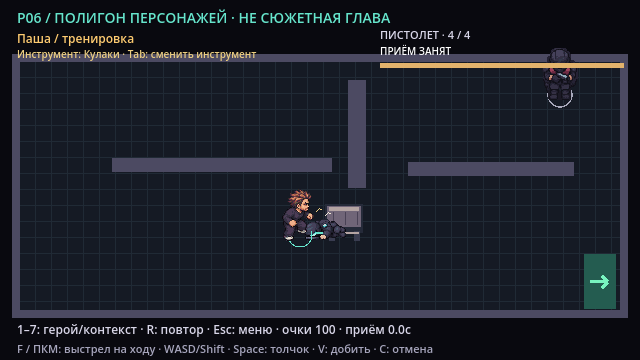 P06 / ПОЛИГОН ПЕРСОНАЖЕЙ · НЕ СЮЖЕТНАЯ ГЛАВА
Паша / тренировка
Инструмент: Кулаки · Tab: сменить инструмент
ПИСТОЛЕТ · 4 / 4
ПРИЁМ ЗАНЯТ
1–7: герой/контекст · R: повтор · Esc: меню · очки 100 · приём 0.0с
F / ПКМ: выстрел на ходу · WASD/Shift · Space: толчок · V: добить · C: отмена